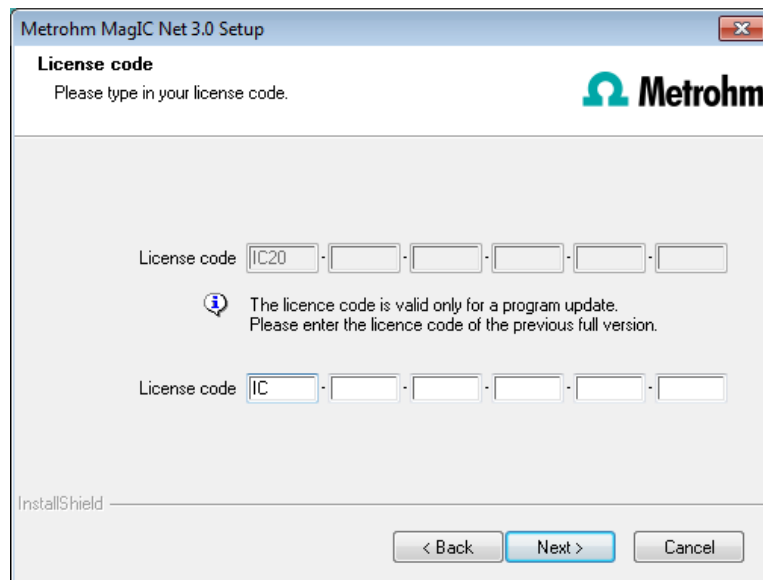 Metrohm MagIC Net 3.0 Setup
License code
Please type in your license code.
Metrohm
License code IC20 - - - - -
The licence code is valid only for a program update.
Please enter the licence code of the previous full version.
License code IC - - - - -
InstallShield
< Back Next > Cancel